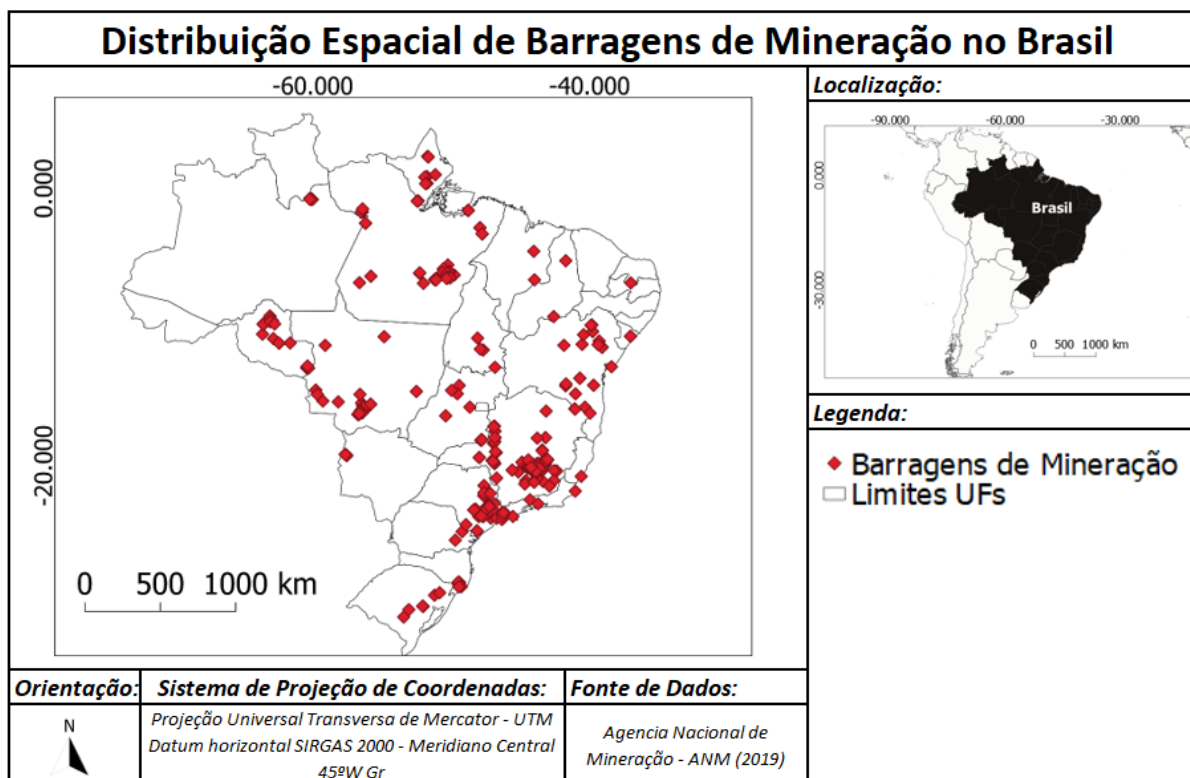 Distribuição Espacial de Barragens de Mineração no Brasil
-60.000 -40.000
0.000
-20.000
0 500 1000 km
Localização:
-90.000 -60.000 -30.000
0.000
-30.000
Brasil
0 500 1000 km
Legenda:
Barragens de Mineração
Limites UFs
Orientação:
N
Sistema de Projeção de Coordenadas:
Projeção Universal Transversa de Mercator - UTM
Datum horizontal SIRGAS 2000 - Meridiano Central
45ºW Gr
Fonte de Dados:
Agencia Nacional de
Mineração - ANM (2019)